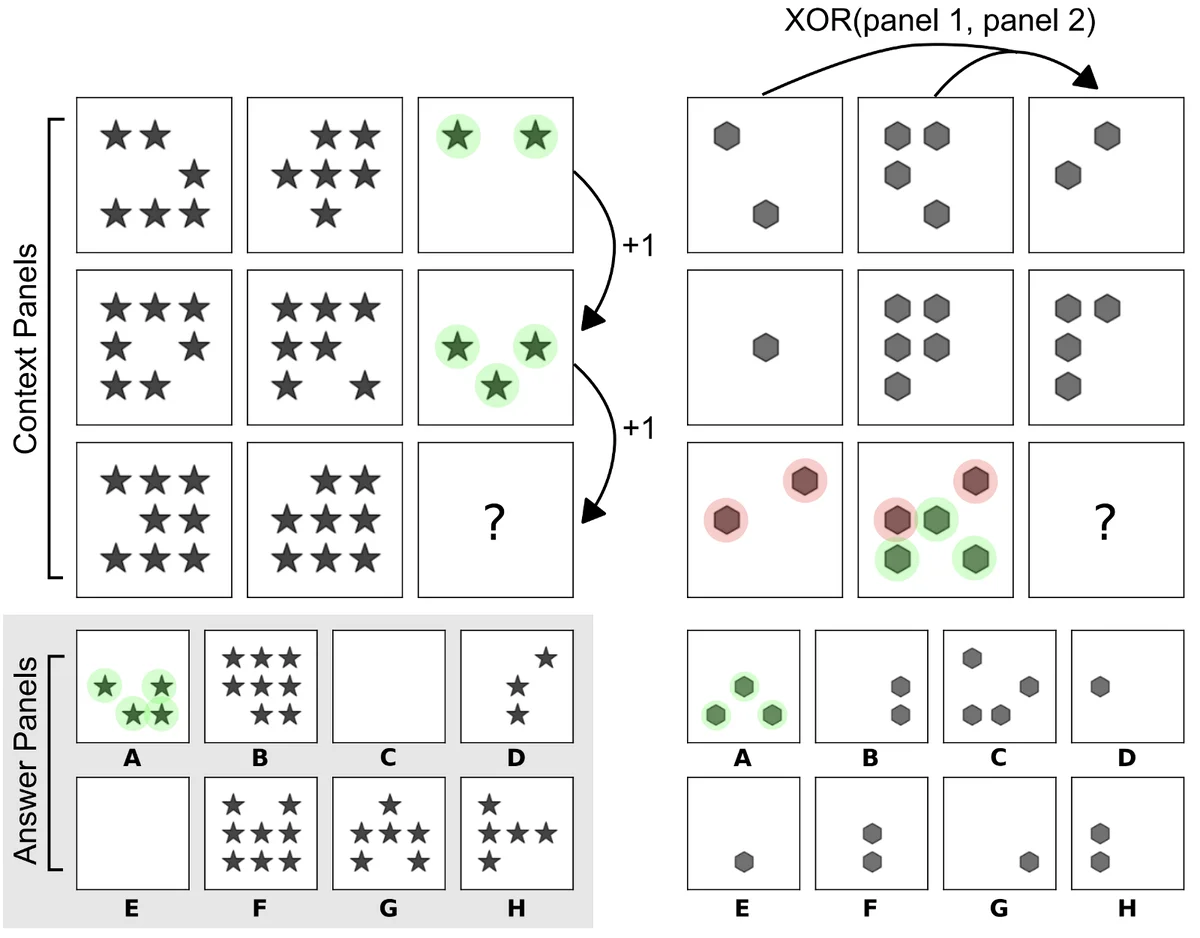 XOR(panel 1, panel 2)
Context Panels
+1
+1
?
?
Answer Panels
A
B
C
D
E
F
G
H
A
B
C
D
E
F
G
H